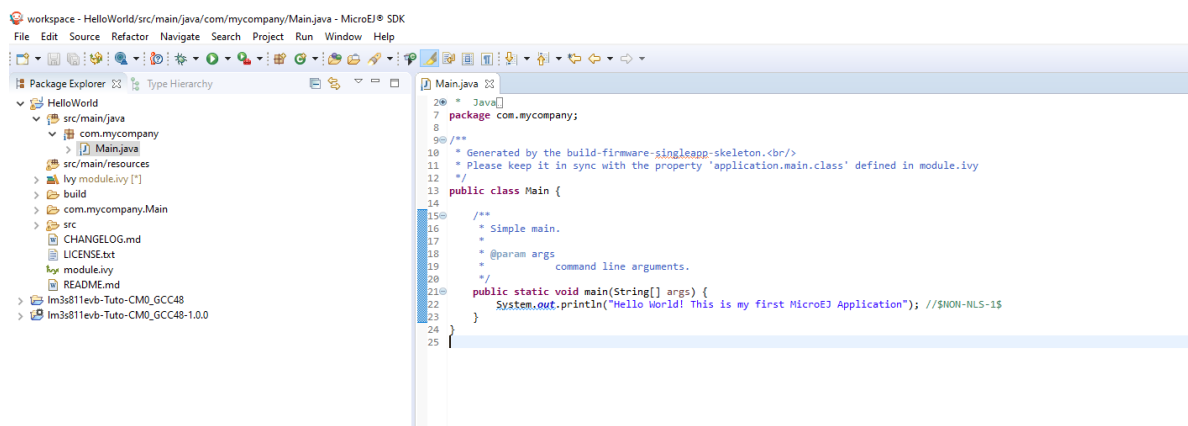 workspace - HelloWorld/src/main/java/com/mycompany/Main.java - MicroEJ® SDK
File Edit Source Refactor Navigate Search Project Run Window Help
Package Explorer Type Hierarchy
HelloWorld
src/main/java
com.mycompany
Main.java
src/main/resources
Ivy module.ivy [*]
build
com.mycompany.Main
src
CHANGELOG.md
LICENSE.txt
module.ivy
README.md
lm3s811evb-Tuto-CM0_GCC48
lm3s811evb-Tuto-CM0_GCC48-1.0.0
Main.java
2 * Java
7 package com.mycompany;
8
9 /**
10 * Generated by the build-firmware-singleapp-skeleton.<br/>
11 * Please keep it in sync with the property 'application.main.class' defined in module.ivy
12 */
13 public class Main {
14
15 /**
16 * Simple main.
17 *
18 * @param args
19 * command line arguments.
20 */
21 public static void main(String[] args) {
22 System.out.println("Hello World! This is my first MicroEJ Application"); //$NON-NLS-1$
23 }
24 }
25